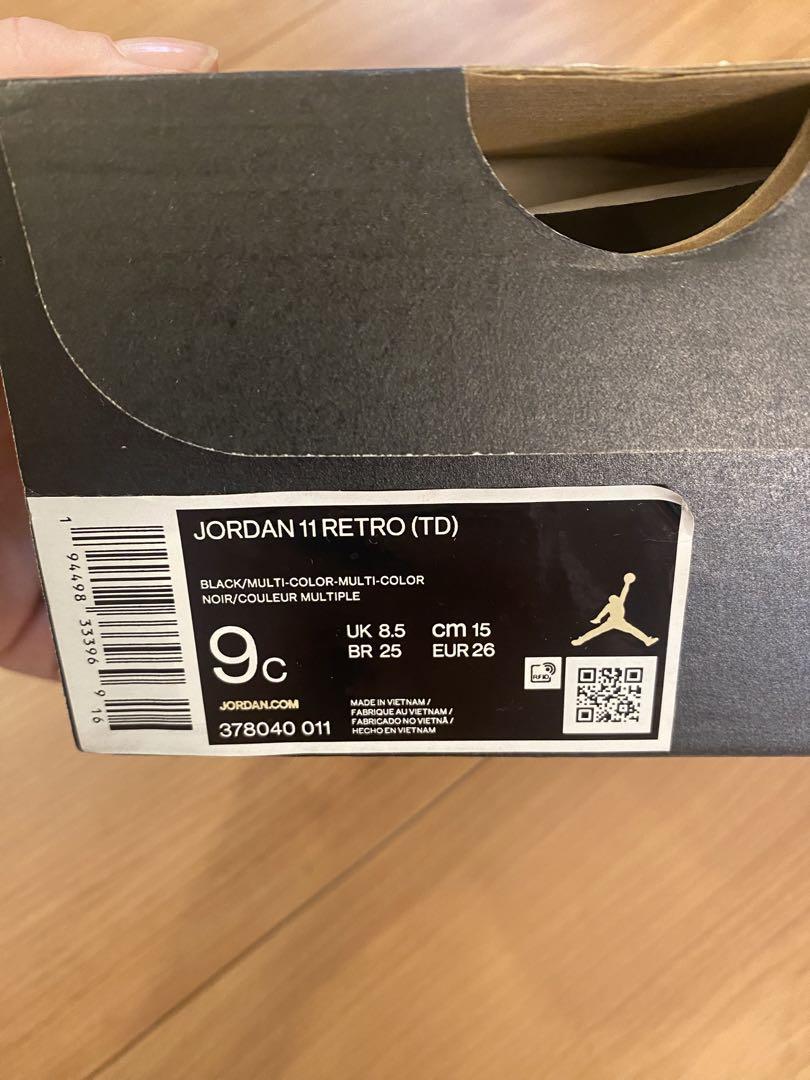 JORDAN 11 RETRO (TD)
BLACK/MULTI-COLOR-MULTI-COLOR
NOIR/COULEUR MULTIPLE
9C
UK 8.5 cm 15
BR 25 EUR 26
RFID
JORDAN.COM
378040 011
MADE IN VIETNAM /
FABRIQUE AU VIETNAM /
FABRICADO NO VIETNÃ /
HECHO EN VIETNAM
1 94498 33396 9 16